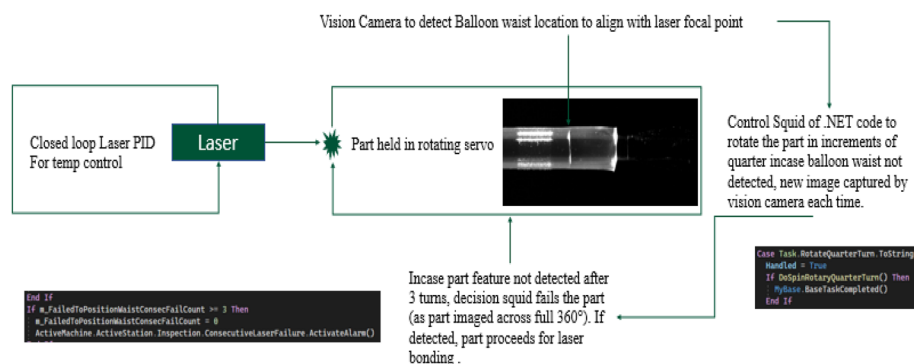 Vision Camera to detect Balloon waist location to align with laser focal point
Closed loop Laser PID
For temp control
Laser
Part held in rotating servo
Control Squid of .NET code to
rotate the part in increments of
quarter incase balloon waist not
detected, new image captured by
vision camera each time.
Incase part feature not detected after
3 turns, decision squid fails the part
(as part imaged across full 360°). If
detected, part proceeds for laser
bonding .
End If
If m_FailedToPositionWaistConsecFailCount >= 3 Then
m_FailedToPositionWaistConsecFailCount = 0
ActiveMachine.ActiveStation.Inspection.ConsecutiveLaserFailure.ActivateAlarm()
Case Task.RotateQuarterTurn.ToString
Handled = True
If DoSpinRotaryQuarterTurn() Then
MyBase.BaseTaskCompleted()
End If